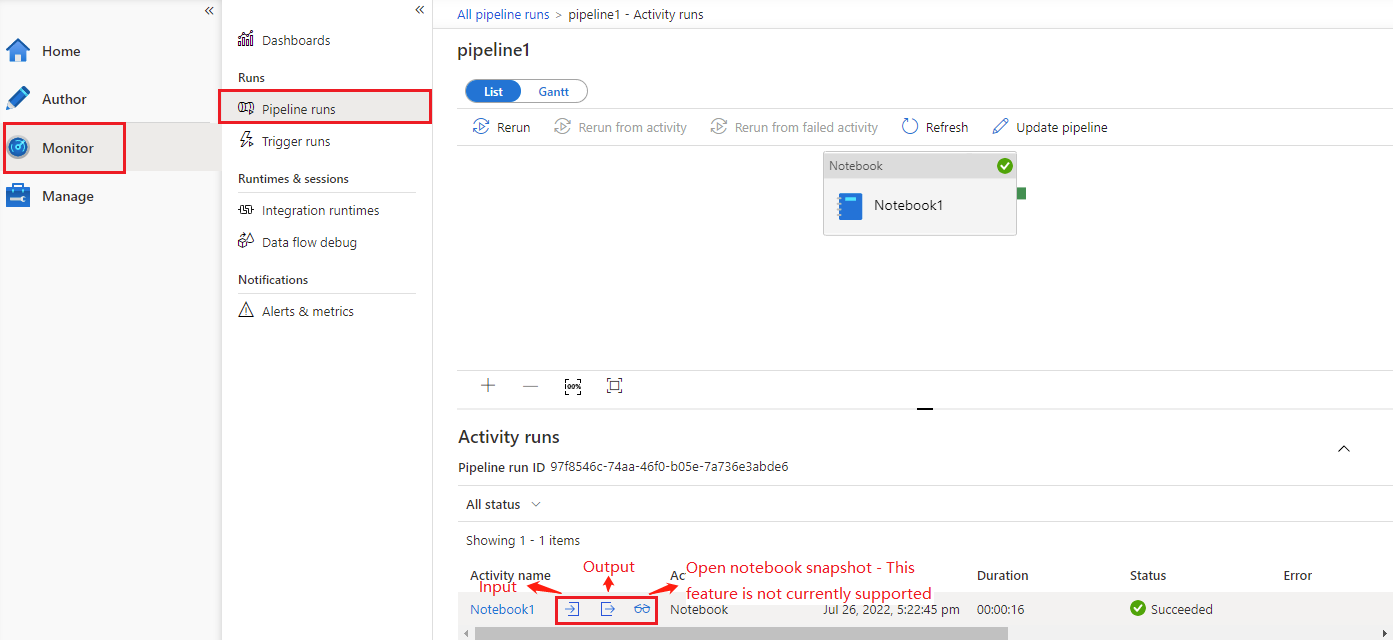 Home
Author
Monitor
Manage
Dashboards
Runs
Pipeline runs
Trigger runs
Runtimes & sessions
Integration runtimes
Data flow debug
Notifications
Alerts & metrics
All pipeline runs > pipeline1 - Activity runs
pipeline1
List Gantt
Rerun Rerun from activity Rerun from failed activity Refresh Update pipeline
Notebook
Notebook1
Activity runs
Pipeline run ID 97f8546c-74aa-46f0-b05e-7a736e3abde6
All status
Showing 1 - 1 items
Output
Open notebook snapshot - This
feature is not currently supported
Activity name Ac Duration Status Error
Input
Notebook1 Notebook Jul 26, 2022, 5:22:45 pm 00:00:16 Succeeded